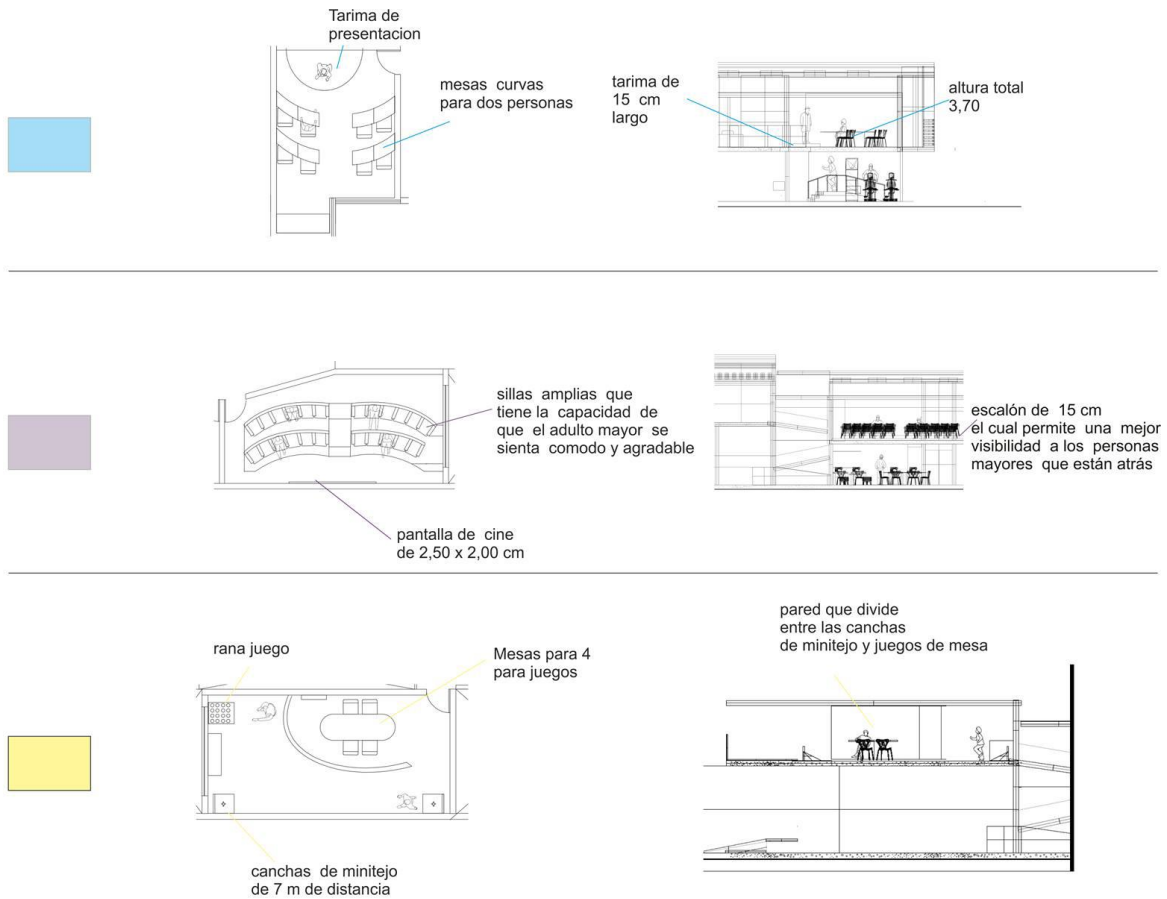 Tarima de
presentacion
mesas curvas
para dos personas
tarima de
15 cm
largo
altura total
3,70
sillas amplias que
tiene la capacidad de
que el adulto mayor se
sienta comodo y agradable
escalón de 15 cm
el cual permite una mejor
visibilidad a los personas
mayores que están atrás
pantalla de cine
de 2,50 x 2,00 cm
rana juego
Mesas para 4
para juegos
pared que divide
entre las canchas
de minitejo y juegos de mesa
canchas de minitejo
de 7 m de distancia